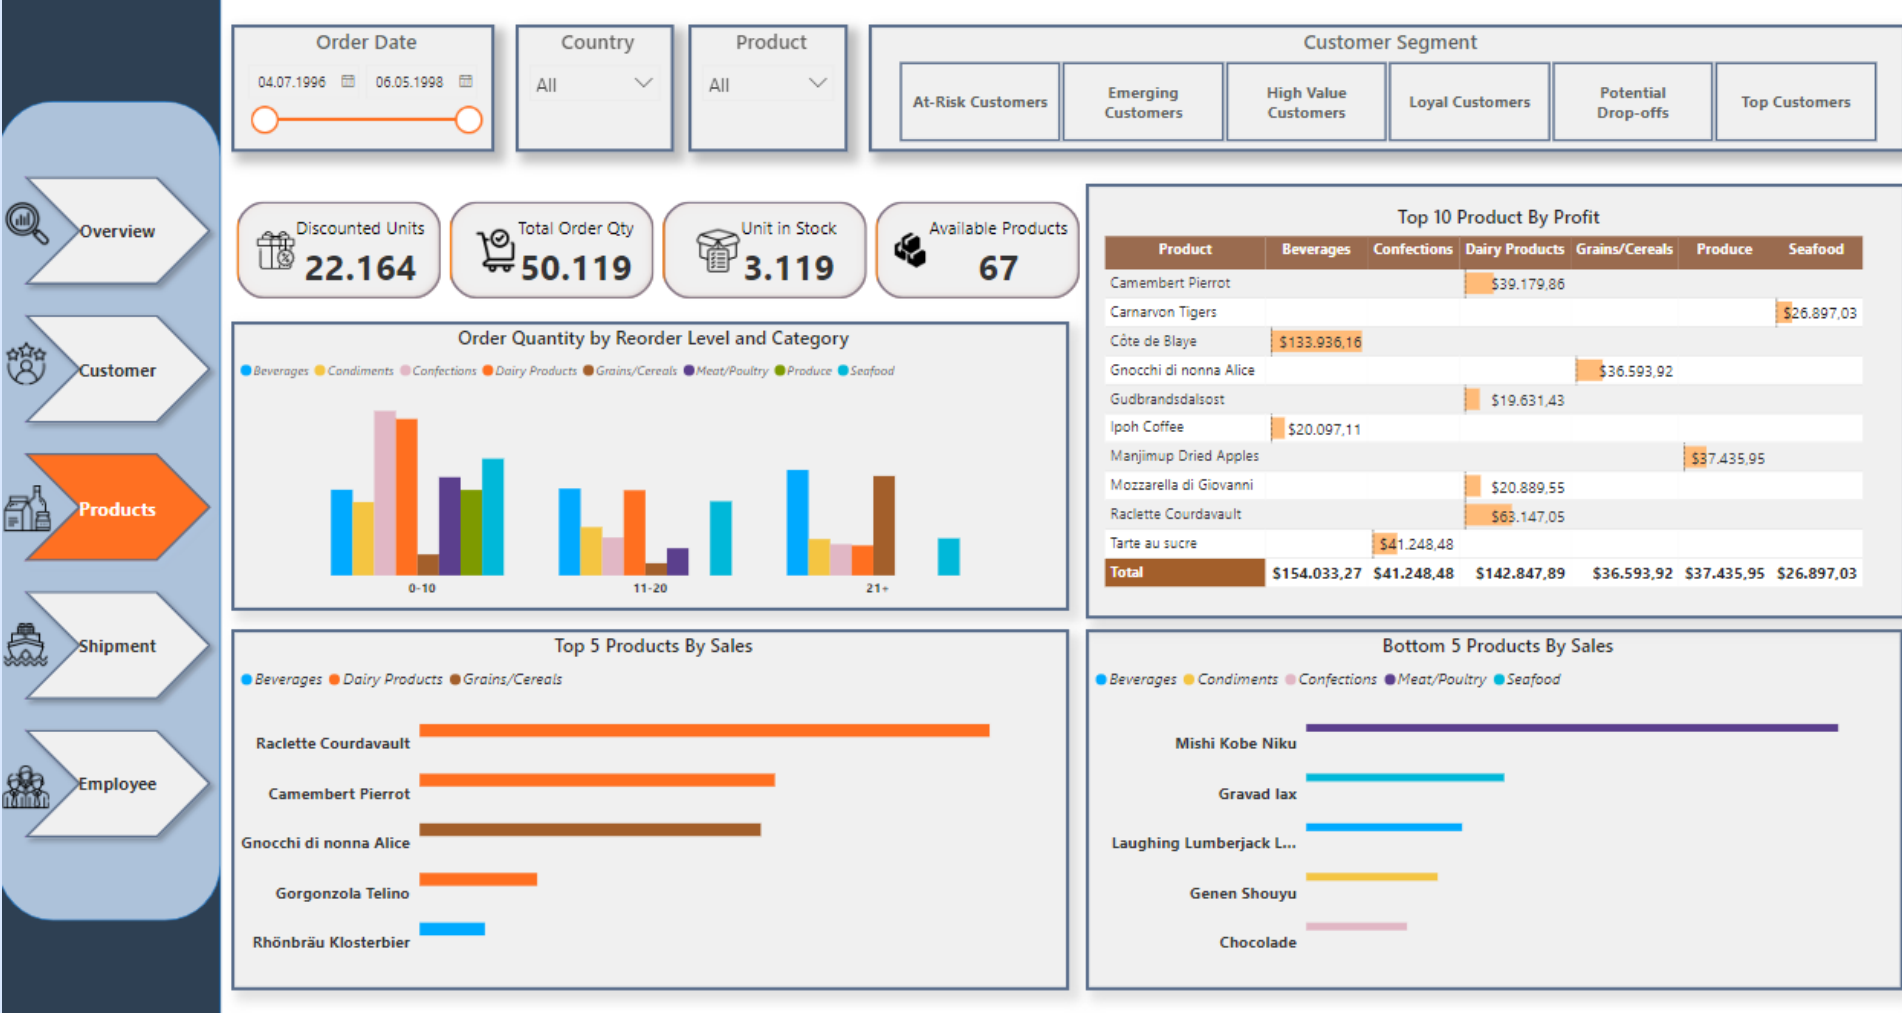 Order Date
04.07.1996 06.05.1998
Country
All
Product
All
Customer Segment
At-Risk Customers
Emerging
Customers
High Value
Customers
Loyal Customers
Potential
Drop-offs
Top Customers
Overview
Customer
Products
Shipment
Employee
Discounted Units
22.164
Total Order Qty
50.119
Unit in Stock
3.119
Available Products
67
Order Quantity by Reorder Level and Category
Beverages Condiments Confections Dairy Products Grains/Cereals Meat/Poultry Produce Seafood
0-10 11-20 21+
Top 10 Product By Profit
Product Beverages Confections Dairy Products Grains/Cereals Produce Seafood
Camembert Pierrot $39.179,86
Carnarvon Tigers $26.897,03
Côte de Blaye $133.936,16
Gnocchi di nonna Alice $36.593,92
Gudbrandsdalsost $19.631,43
Ipoh Coffee $20.097,11
Manjimup Dried Apples $37.435,95
Mozzarella di Giovanni $20.889,55
Raclette Courdavault $63.147,05
Tarte au sucre $41.248,48
Total $154.033,27 $41.248,48 $142.847,89 $36.593,92 $37.435,95 $26.897,03
Top 5 Products By Sales
Beverages Dairy Products Grains/Cereals
Raclette Courdavault
Camembert Pierrot
Gnocchi di nonna Alice
Gorgonzola Telino
Rhönbräu Klosterbier
Bottom 5 Products By Sales
Beverages Condiments Confections Meat/Poultry Seafood
Mishi Kobe Niku
Gravad lax
Laughing Lumberjack L...
Genen Shouyu
Chocolade